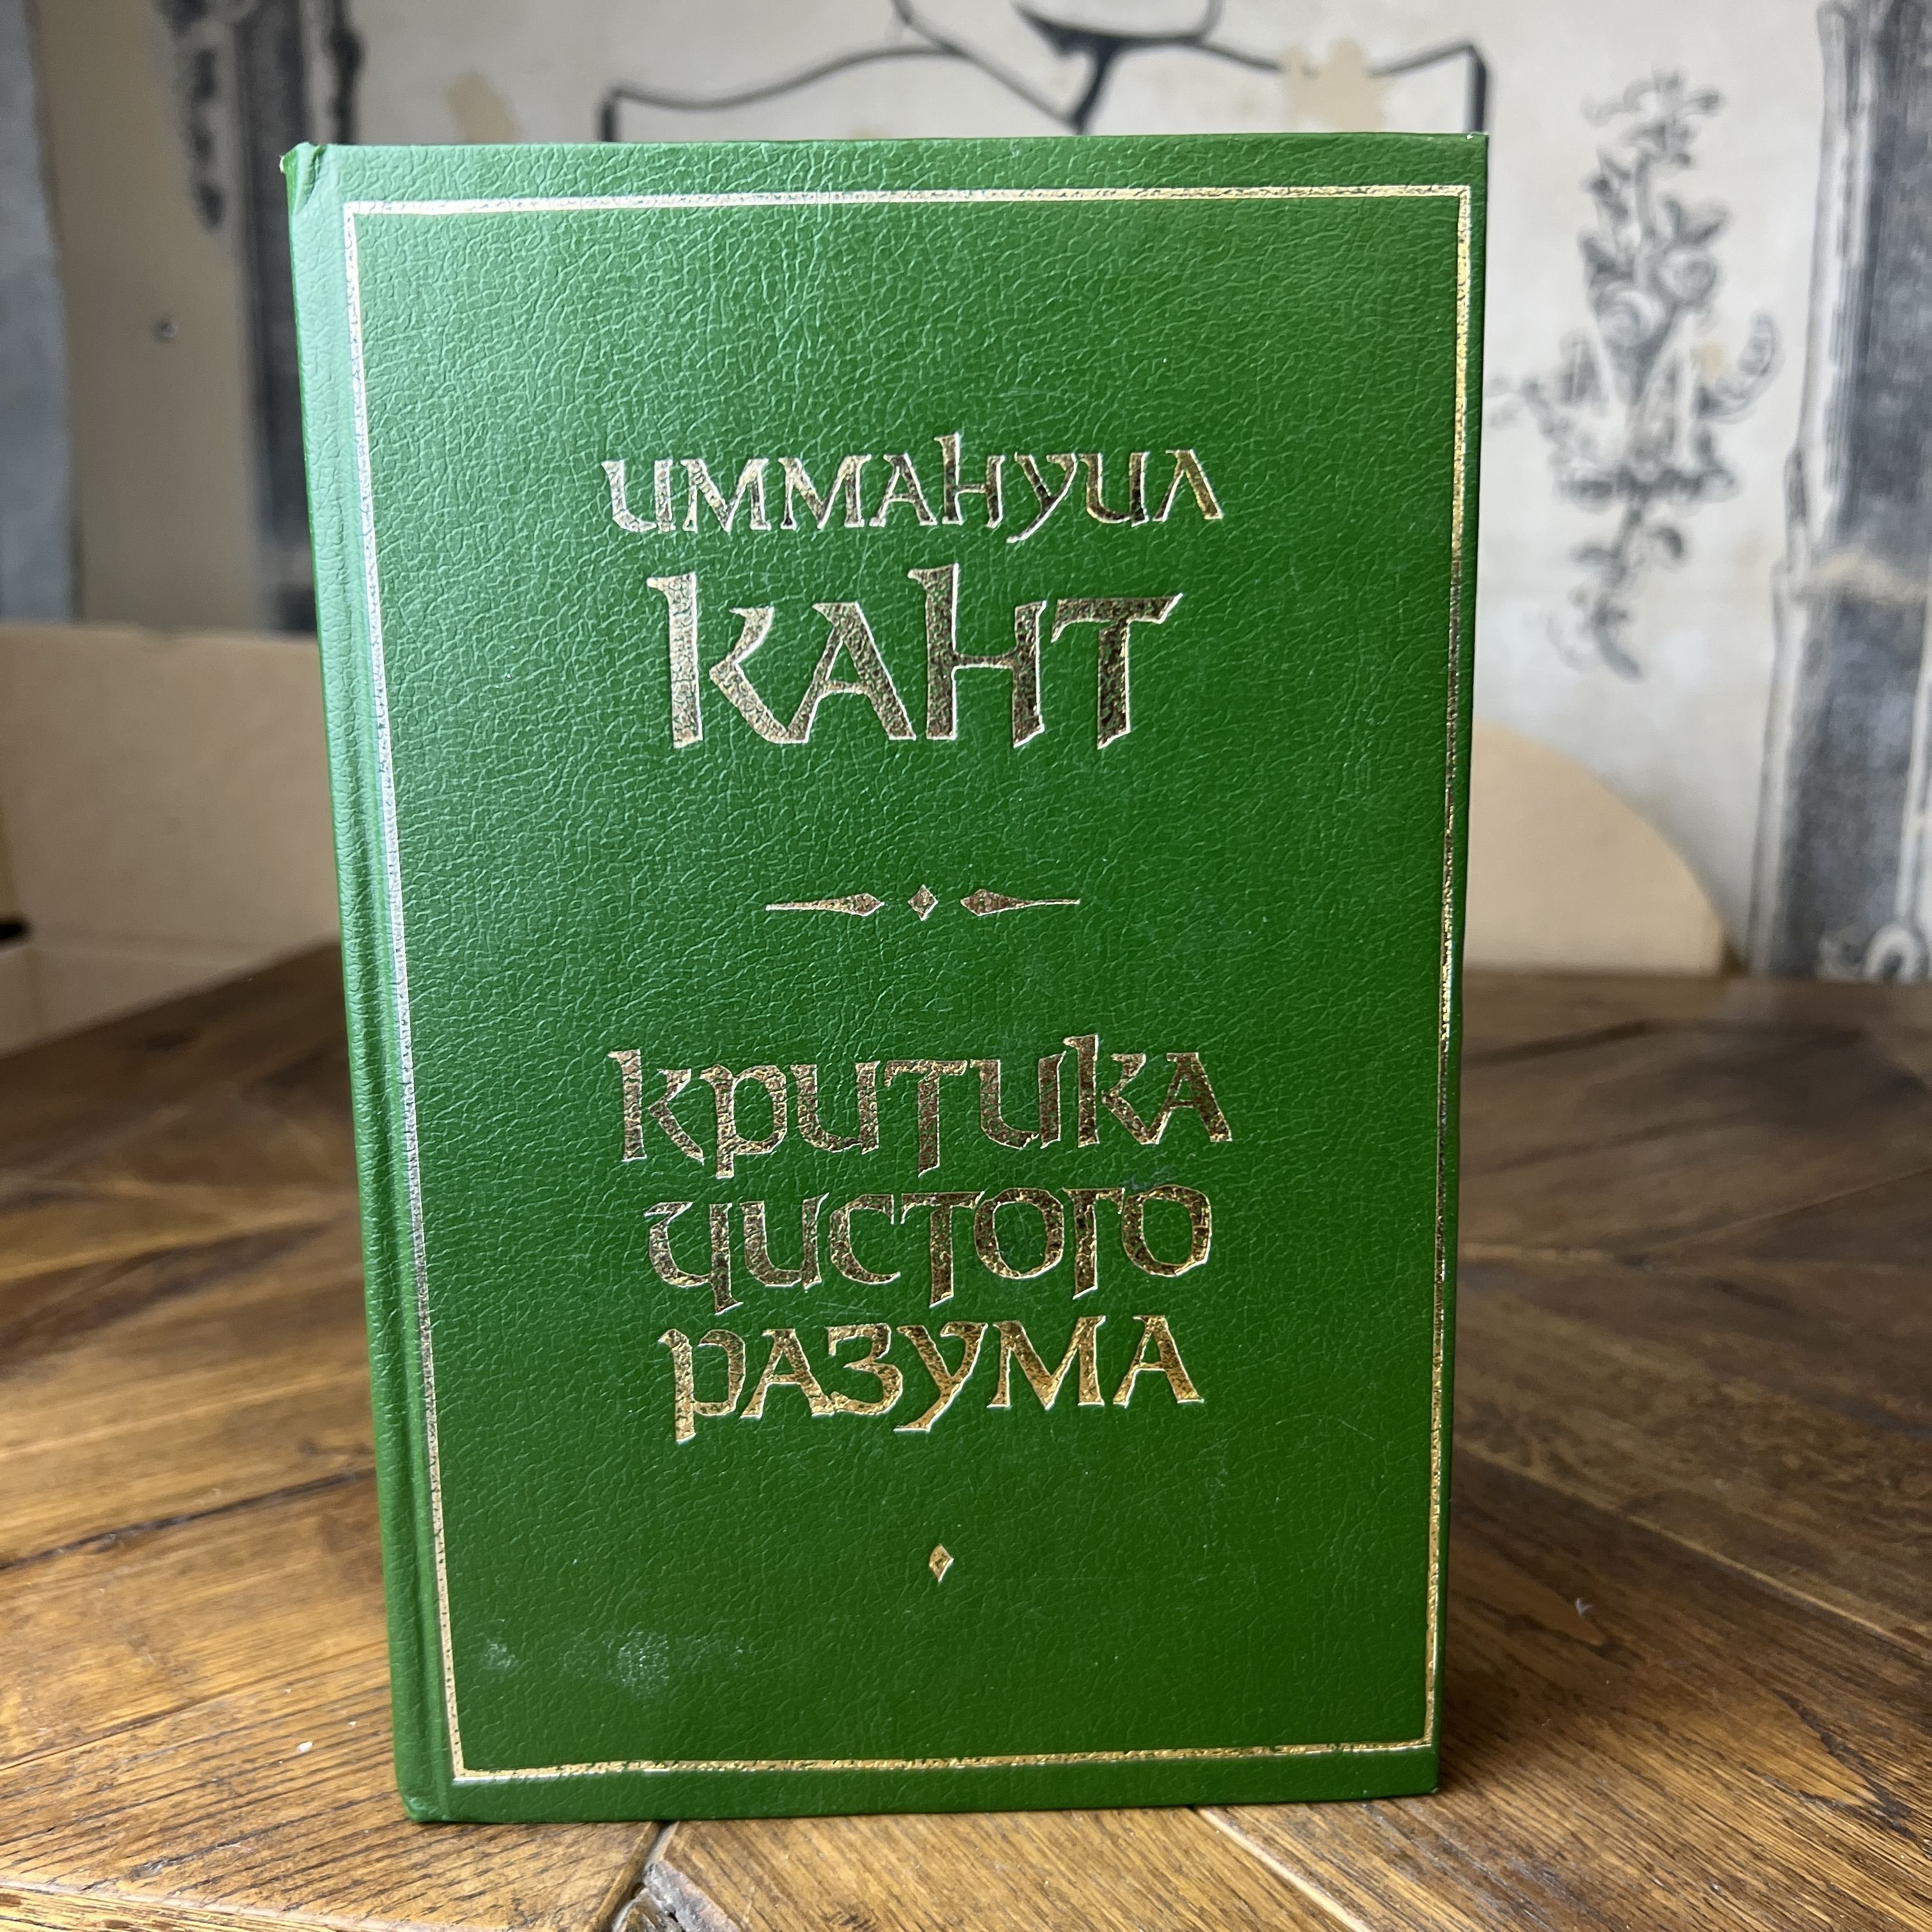 Иммануил
Кант
Критика
чистого
разума